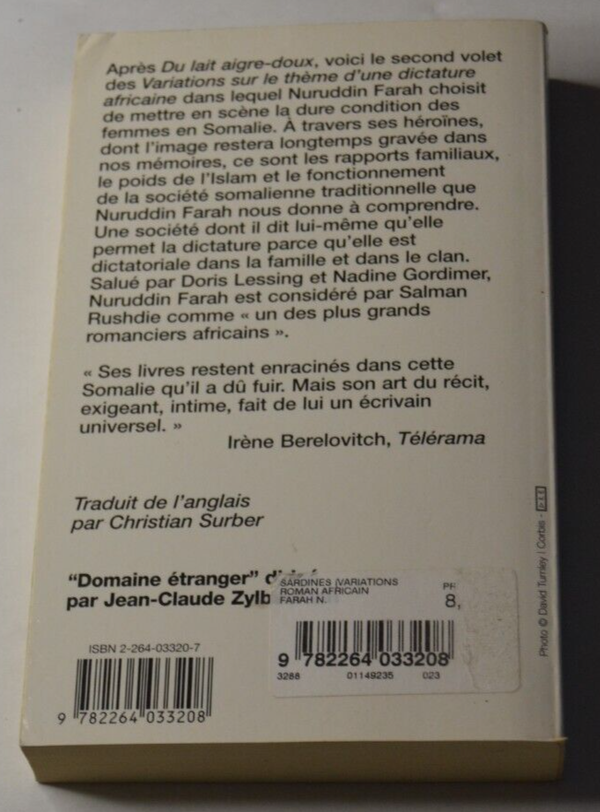 Après Du lait aigre-doux, voici le second volet
des Variations sur le thème d'une dictature
africaine dans lequel Nuruddin Farah choisit
de mettre en scène la dure condition des
femmes en Somalie. À travers ses héroïnes,
dont l'image restera longtemps gravée dans
nos mémoires, ce sont les rapports familiaux,
le poids de l'Islam et le fonctionnement
de la société somalienne traditionnelle que
Nuruddin Farah nous donne à comprendre.
Une société dont il dit lui-même qu'elle
permet la dictature parce qu'elle est
dictatoriale dans la famille et dans le clan.
Salué par Doris Lessing et Nadine Gordimer,
Nuruddin Farah est considéré par Salman
Rushdie comme « un des plus grands
romanciers africains ».
« Ses livres restent enracinés dans cette
Somalie qu'il a dû fuir. Mais son art du récit,
exigeant, intime, fait de lui un écrivain
universel. »
Irène Berelovitch, Télérama
Traduit de l'anglais
par Christian Surber
"Domaine étranger"
par Jean-Claude Zylb
SARDINES (VARIATIONS
ROMAN AFRICAIN
FARAH N.
PR
8,
9 782264 033208
3288 01149235 023
ISBN 2-264-03320-7
9 782264 033208
Photo © David Turnley | Corbis -